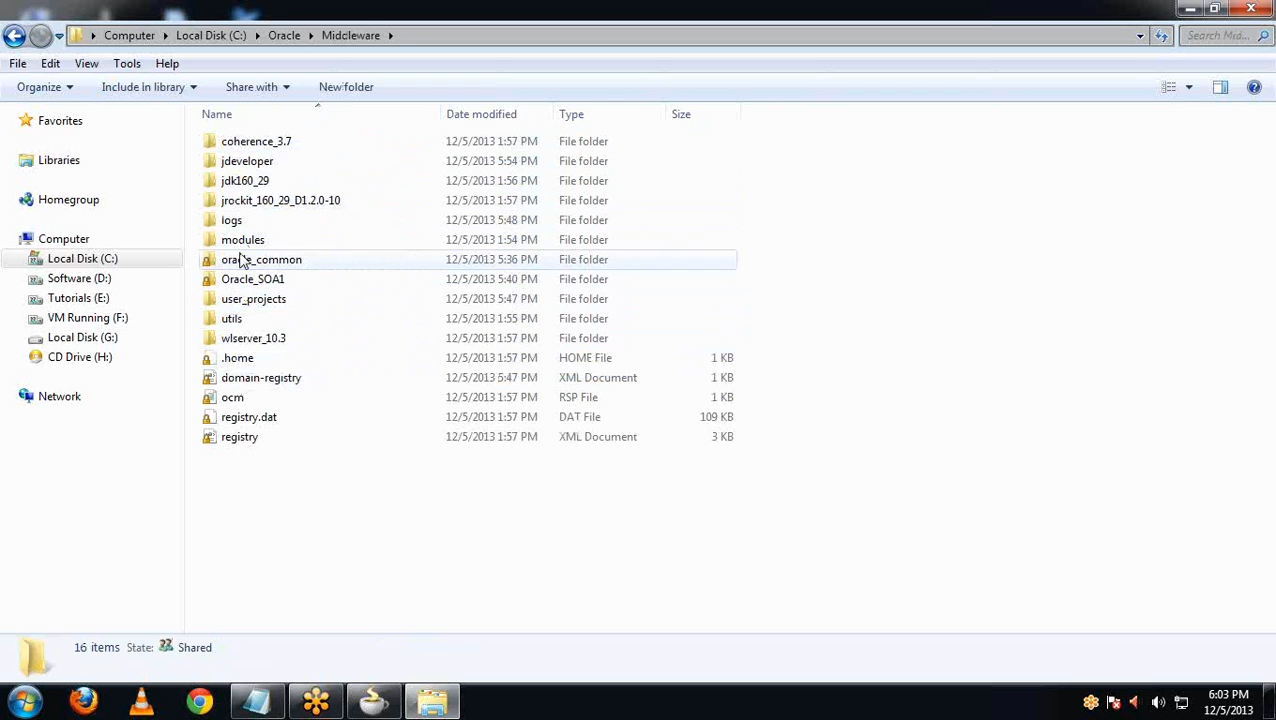 Computer Local Disk (C:) Oracle Middleware Search Mid...
File Edit View Tools Help
Organize Include in library Share with New folder
Name Date modified Type Size
Favorites
Libraries
Homegroup
Computer
Local Disk (C:)
Software (D:)
Tutorials (E:)
VM Running (F:)
Local Disk (G:)
CD Drive (H:)
Network
coherence_3.7 12/5/2013 1:57 PM File folder
jdeveloper 12/5/2013 5:54 PM File folder
jdk160_29 12/5/2013 1:56 PM File folder
jrockit_160_29_D1.2.0-10 12/5/2013 1:57 PM File folder
logs 12/5/2013 5:48 PM File folder
modules 12/5/2013 1:54 PM File folder
oracle_common 12/5/2013 5:36 PM File folder
Oracle_SOA1 12/5/2013 5:40 PM File folder
user_projects 12/5/2013 5:47 PM File folder
utils 12/5/2013 1:55 PM File folder
wlserver_10.3 12/5/2013 1:57 PM File folder
.home 12/5/2013 1:57 PM HOME File 1 KB
domain-registry 12/5/2013 5:47 PM XML Document 1 KB
ocm 12/5/2013 1:57 PM RSP File 1 KB
registry.dat 12/5/2013 1:57 PM DAT File 109 KB
registry 12/5/2013 1:57 PM XML Document 3 KB
16 items State: Shared
6:03 PM
12/5/2013